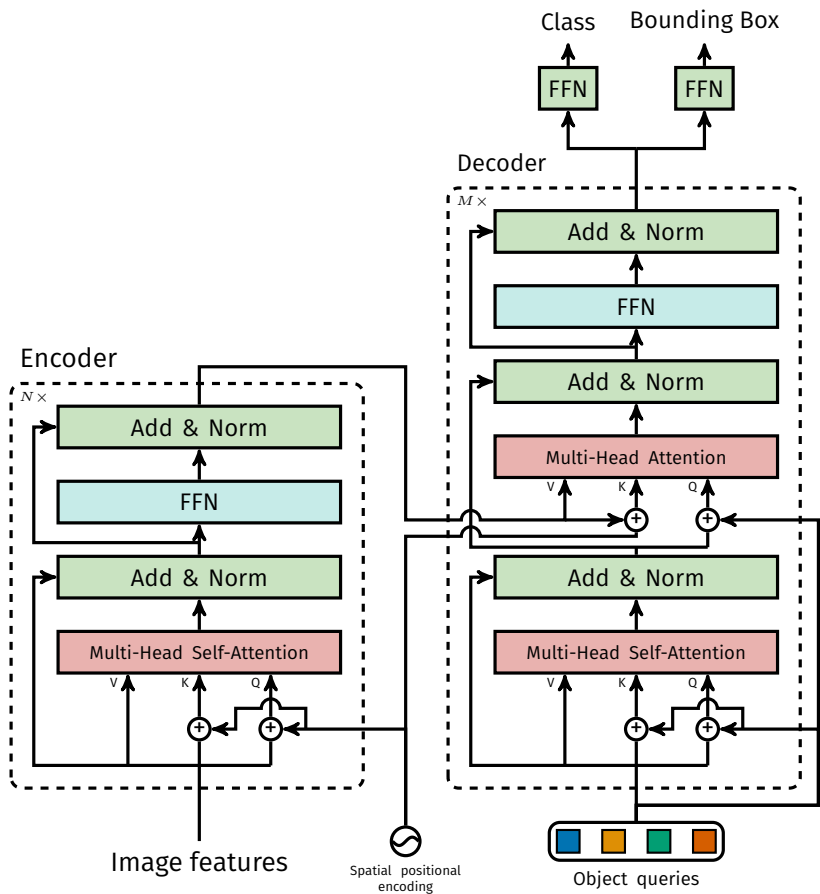 Class
Bounding Box
FFN
FFN
Decoder
M ×
Add & Norm
FFN
Add & Norm
Multi-Head Attention
V
K
Q
Add & Norm
Multi-Head Self-Attention
V
K
Q
Encoder
N ×
Add & Norm
FFN
Add & Norm
Multi-Head Self-Attention
V
K
Q
Image features
Spatial positional
encoding
Object queries